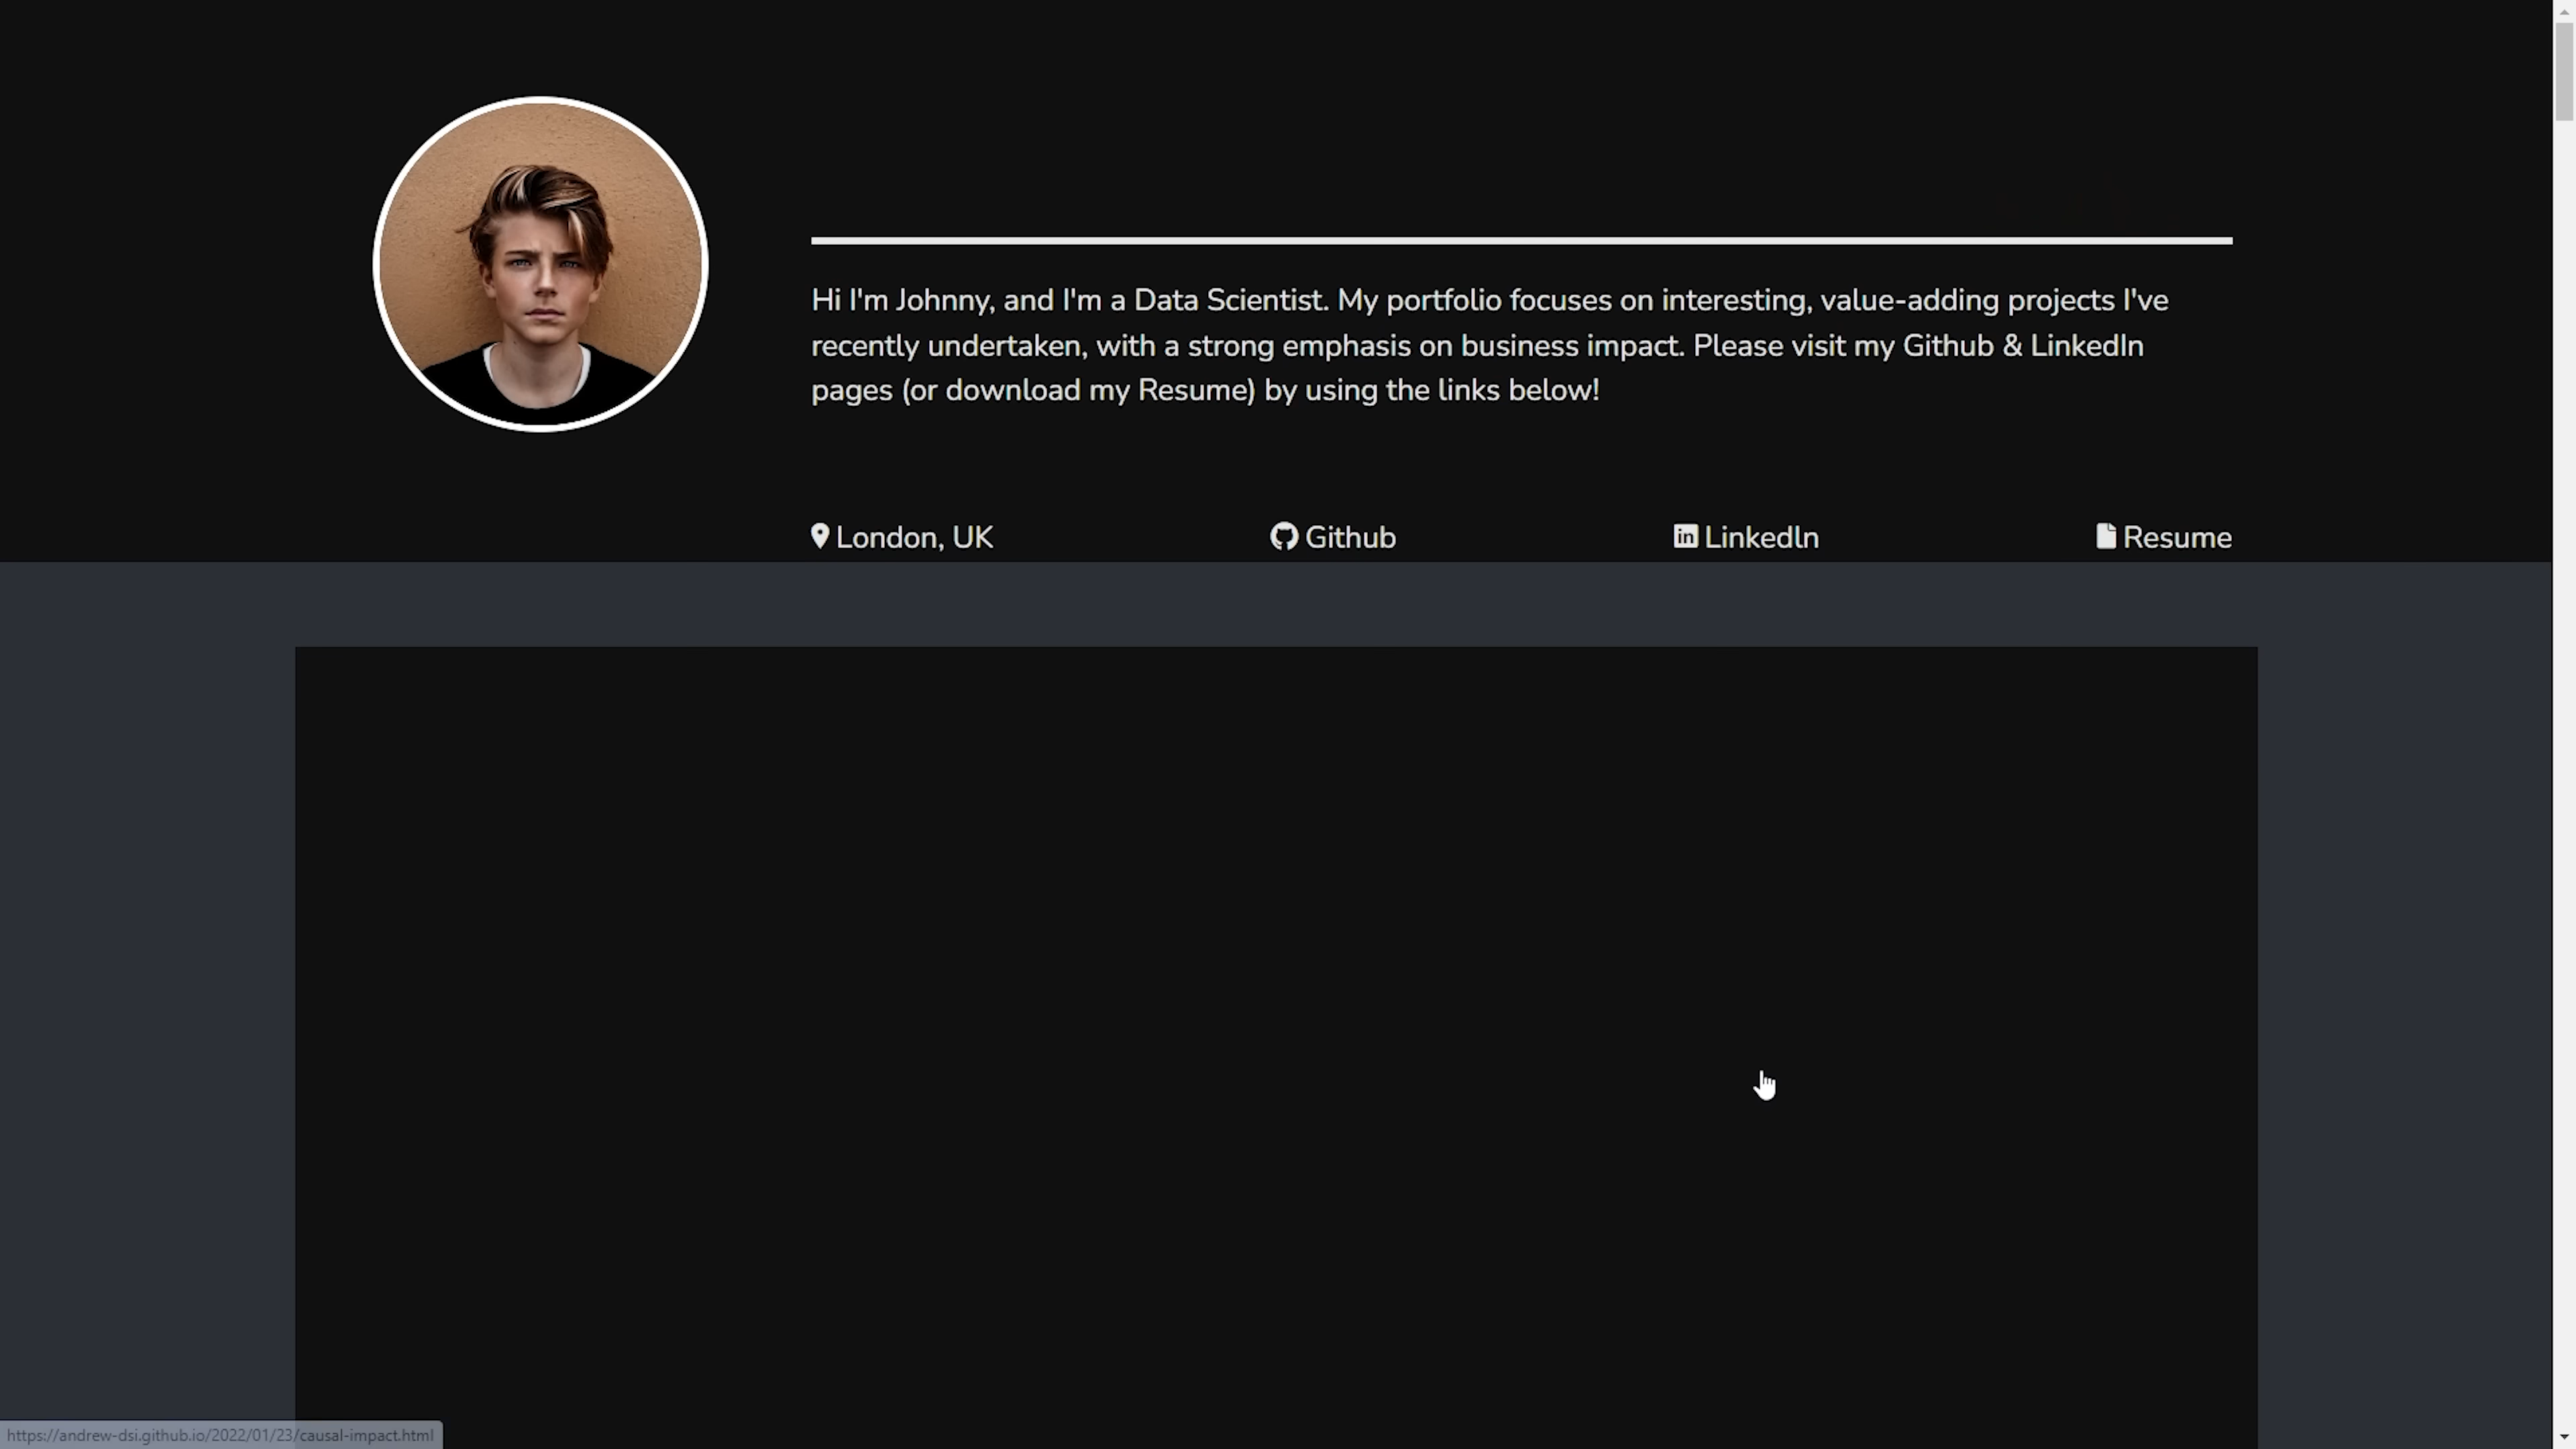 Hi I'm Johnny, and I'm a Data Scientist. My portfolio focuses on interesting, value-adding projects I've
recently undertaken, with a strong emphasis on business impact. Please visit my Github & LinkedIn
pages (or download my Resume) by using the links below!
London, UK Github LinkedIn Resume
https://andrew-dsi.github.io/2022/01/23/causal-impact.html